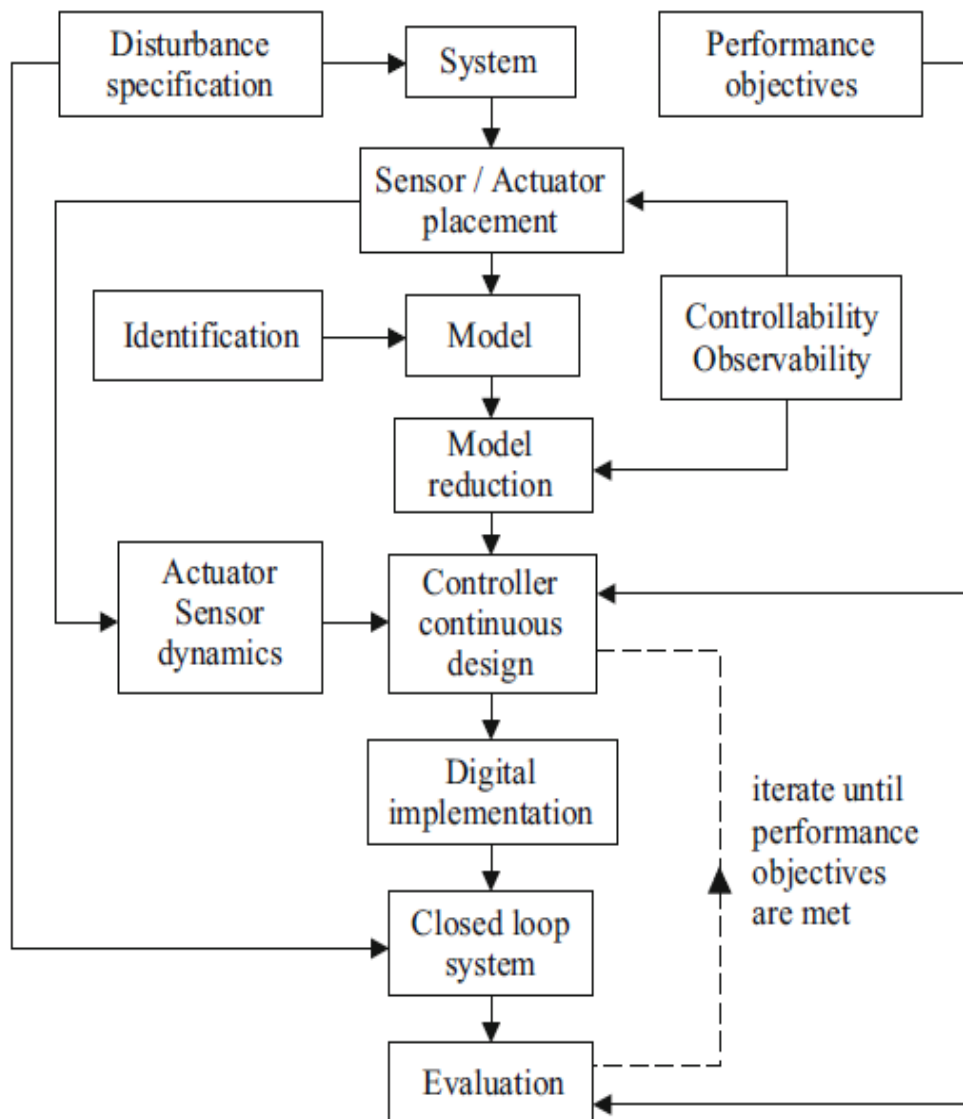 Disturbance
specification
System
Performance
objectives
Sensor / Actuator
placement
Identification
Model
Controllability
Observability
Model
reduction
Actuator
Sensor
dynamics
Controller
continuous
design
Digital
implementation
iterate until
performance
objectives
are met
Closed loop
system
Evaluation